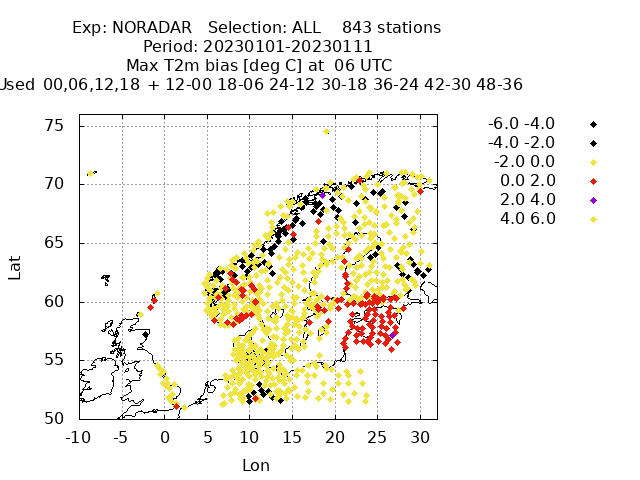 Exp: NORADAR   Selection: ALL    843 stations
Period: 20230101-20230111
Max T2m bias [deg C] at  06 UTC
Used 00,06,12,18 + 12-00 18-06 24-12 30-18 36-24 42-30 48-36
75
70
65
60
55
50
Lat
-10 -5 0 5 10 15 20 25 30
Lon
-6.0 -4.0
-4.0 -2.0
-2.0 0.0
0.0 2.0
2.0 4.0
4.0 6.0